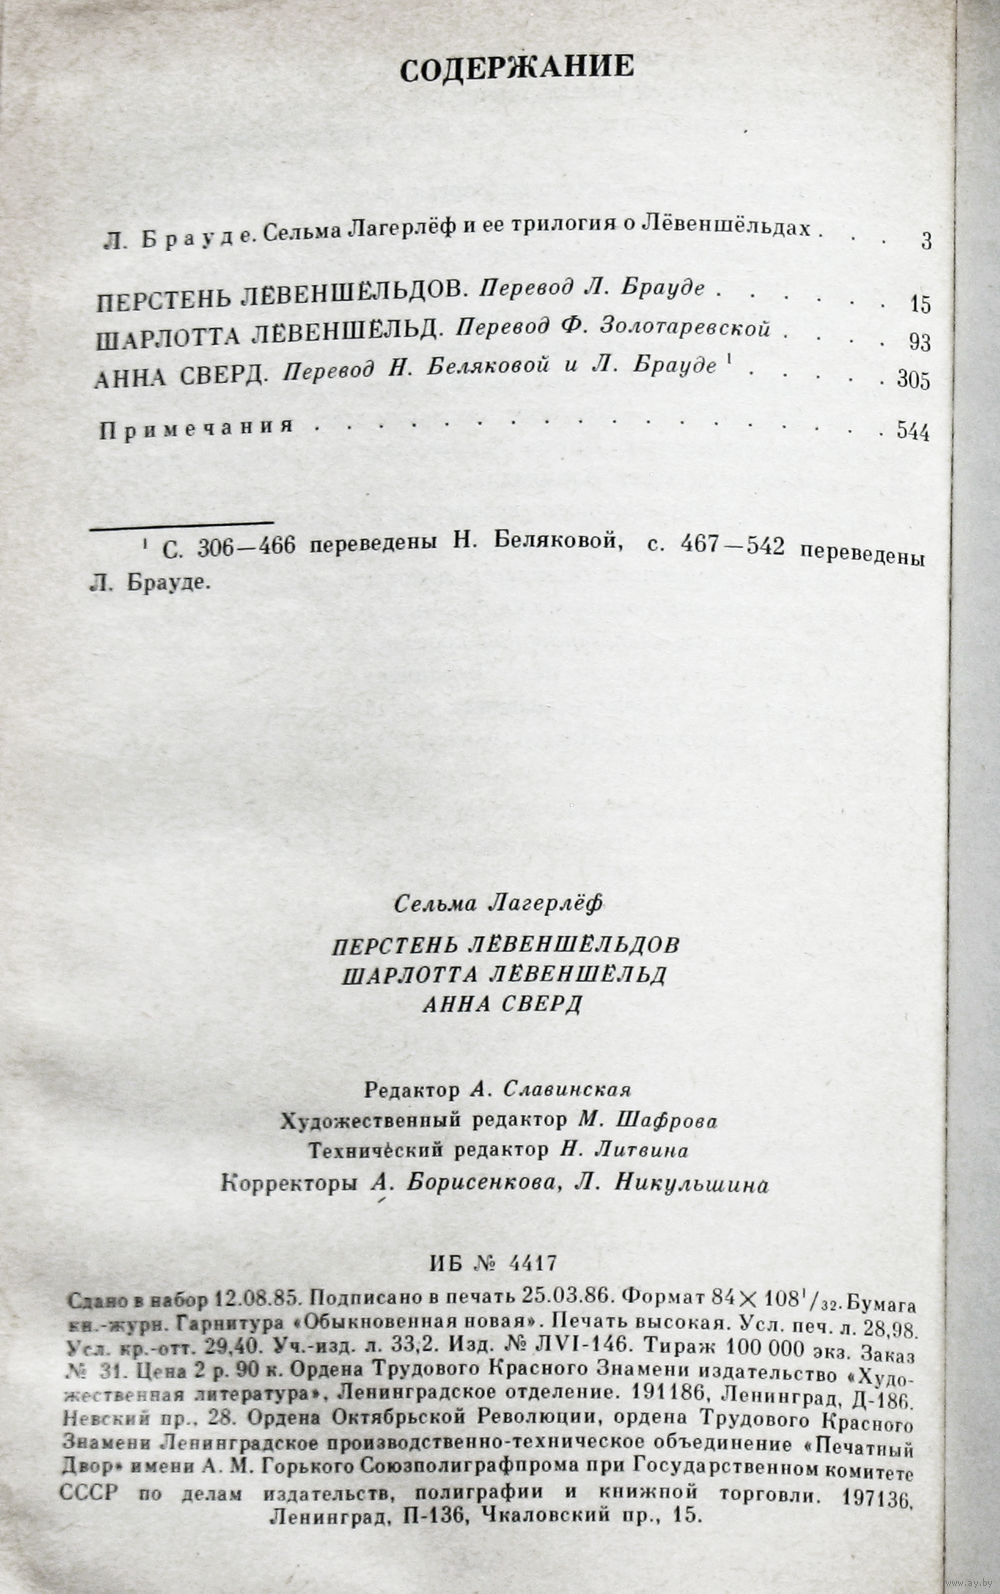 СОДЕРЖАНИЕ
Л. Брауде. Сельма Лагерлёф и ее трилогия о Лёвеншёльдах . . . 3
ПЕРСТЕНЬ ЛЁВЕНШЁЛЬДОВ. Перевод Л. Брауде . . . . . . 15
ШАРЛОТТА ЛЁВЕНШЁЛЬД. Перевод Ф. Золотаревской . . . . 93
АННА СВЕРД. Перевод Н. Беляковой и Л. Брауде ¹ . . . . . 305
Примечания . . . . . . . . . . . . . . . . . . 544
¹ С. 306—466 переведены Н. Беляковой, с. 467—542 переведены
Л. Брауде.
Сельма Лагерлёф
ПЕРСТЕНЬ ЛЁВЕНШЁЛЬДОВ
ШАРЛОТТА ЛЁВЕНШЁЛЬД
АННА СВЕРД
Редактор А. Славинская
Художественный редактор М. Шафрова
Технический редактор Н. Литвина
Корректоры А. Борисенкова, Л. Никульшина
ИБ № 4417
Сдано в набор 12.08.85. Подписано в печать 25.03.86. Формат 84×108¹/₃₂. Бумага
кн.-журн. Гарнитура «Обыкновенная новая». Печать высокая. Усл. печ. л. 28,98.
Усл. кр.-отт. 29,40. Уч.-изд. л. 33,2. Изд. № ЛVI-146. Тираж 100 000 экз. Заказ
№ 31. Цена 2 р. 90 к. Ордена Трудового Красного Знамени издательство «Худо-
жественная литература», Ленинградское отделение. 191186, Ленинград, Д-186.
Невский пр., 28. Ордена Октябрьской Революции, ордена Трудового Красного
Знамени Ленинградское производственно-техническое объединение «Печатный
Двор» имени А. М. Горького Союзполиграфпрома при Государственном комитете
СССР по делам издательств, полиграфии и книжной торговли. 197136,
Ленинград, П-136, Чкаловский пр., 15.
www.ay.by